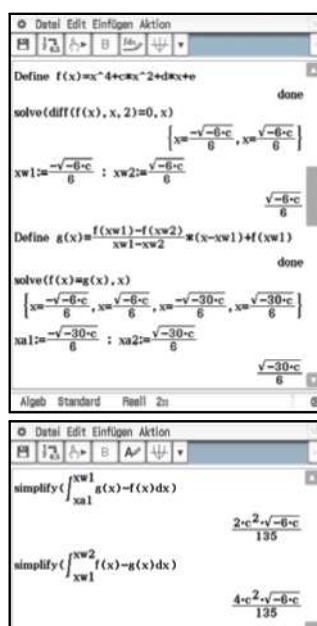 Datei Edit Einfügen Aktion
B
Define f(x)=x^4+c*x^2+d*x+e
done
solve(diff(f(x),x,2)=0,x)
{x=-√-6·c/6, x=√-6·c/6}
xw1:=-√-6·c/6 : xw2:=√-6·c/6
√-6·c/6
Define g(x)=f(xw1)-f(xw2)/xw1-xw2*(x-xw1)+f(xw1)
done
solve(f(x)=g(x),x)
{x=-√-6·c/6, x=√-6·c/6, x=-√-30·c/6, x=√-30·c/6}
xa1:=-√-30·c/6 : xa2:=√-30·c/6
√-30·c/6
Algeb Standard Reell 2π
Datei Edit Einfügen Aktion
B
simplify(∫xa1 xw1 g(x)-f(x)dx)
2·c²·√-6·c/135
simplify(∫xw1 xw2 f(x)-g(x)dx)
4·c²·√-6·c/135